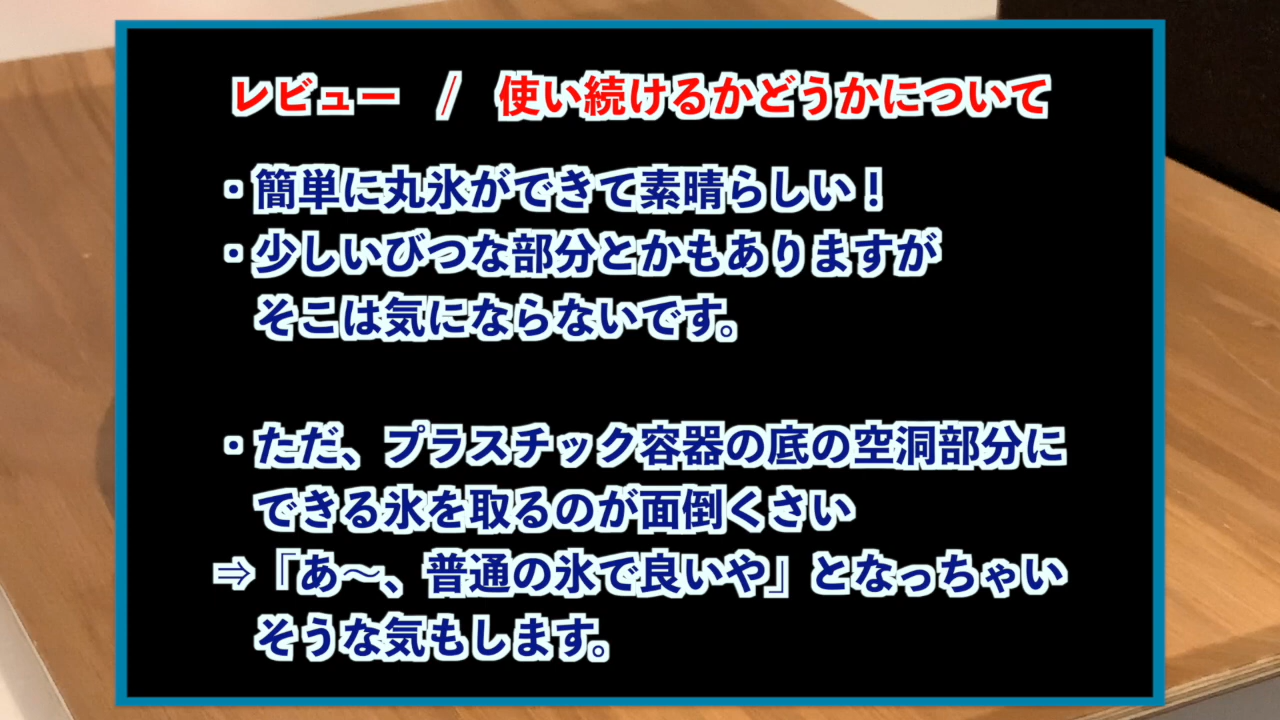 レビュー / 使い続けるかどうかについて
・簡単に丸氷ができて素晴らしい！
・少しいびつな部分とかもありますが
そこは気にならないです。
・ただ、プラスチック容器の底の空洞部分に
できる氷を取るのが面倒くさい
⇒「あ～、普通の氷で良いや」となっちゃい
そうな気もします。